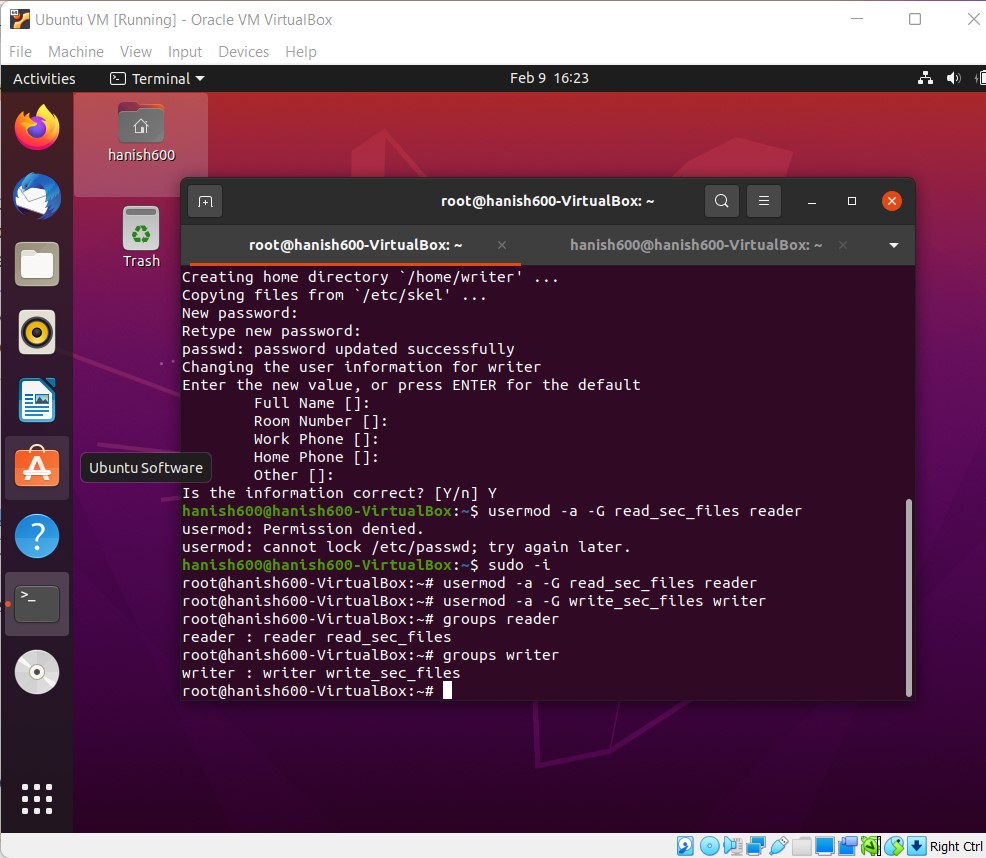 Ubuntu VM [Running] - Oracle VM VirtualBox
File Machine View Input Devices Help
Activities Terminal Feb 9 16:23
hanish600
Trash
root@hanish600-VirtualBox: ~
root@hanish600-VirtualBox: ~ hanish600@hanish600-VirtualBox: ~
Creating home directory `/home/writer' ...
Copying files from `/etc/skel' ...
New password:
Retype new password:
passwd: password updated successfully
Changing the user information for writer
Enter the new value, or press ENTER for the default
Full Name []:
Room Number []:
Work Phone []:
Home Phone []:
Other []:
Is the information correct? [Y/n] Y
hanish600@hanish600-VirtualBox:~$ usermod -a -G read_sec_files reader
usermod: Permission denied.
usermod: cannot lock /etc/passwd; try again later.
hanish600@hanish600-VirtualBox:~$ sudo -i
root@hanish600-VirtualBox:~# usermod -a -G read_sec_files reader
root@hanish600-VirtualBox:~# usermod -a -G write_sec_files writer
root@hanish600-VirtualBox:~# groups reader
reader : reader read_sec_files
root@hanish600-VirtualBox:~# groups writer
writer : writer write_sec_files
root@hanish600-VirtualBox:~#
Ubuntu Software
Right Ctrl